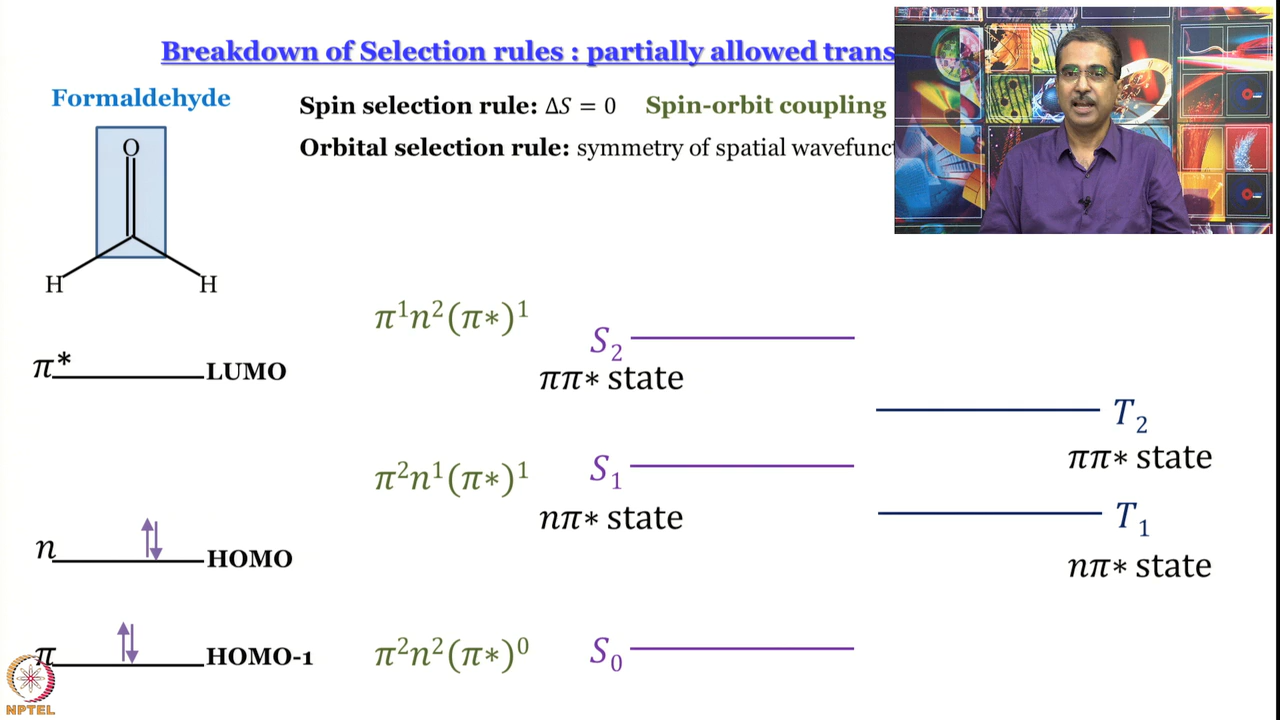 Breakdown of Selection rules : partially allowed trans
Formaldehyde
Spin selection rule: ΔS = 0 Spin-orbit coupling
Orbital selection rule: symmetry of spatial wavefunc
O
H H
π* LUMO
n HOMO
π HOMO-1
π¹n²(π*)¹
S₂
ππ* state
π²n¹(π*)¹
S₁
nπ* state
π²n²(π*)⁰
S₀
T₂
ππ* state
T₁
nπ* state
NPTEL